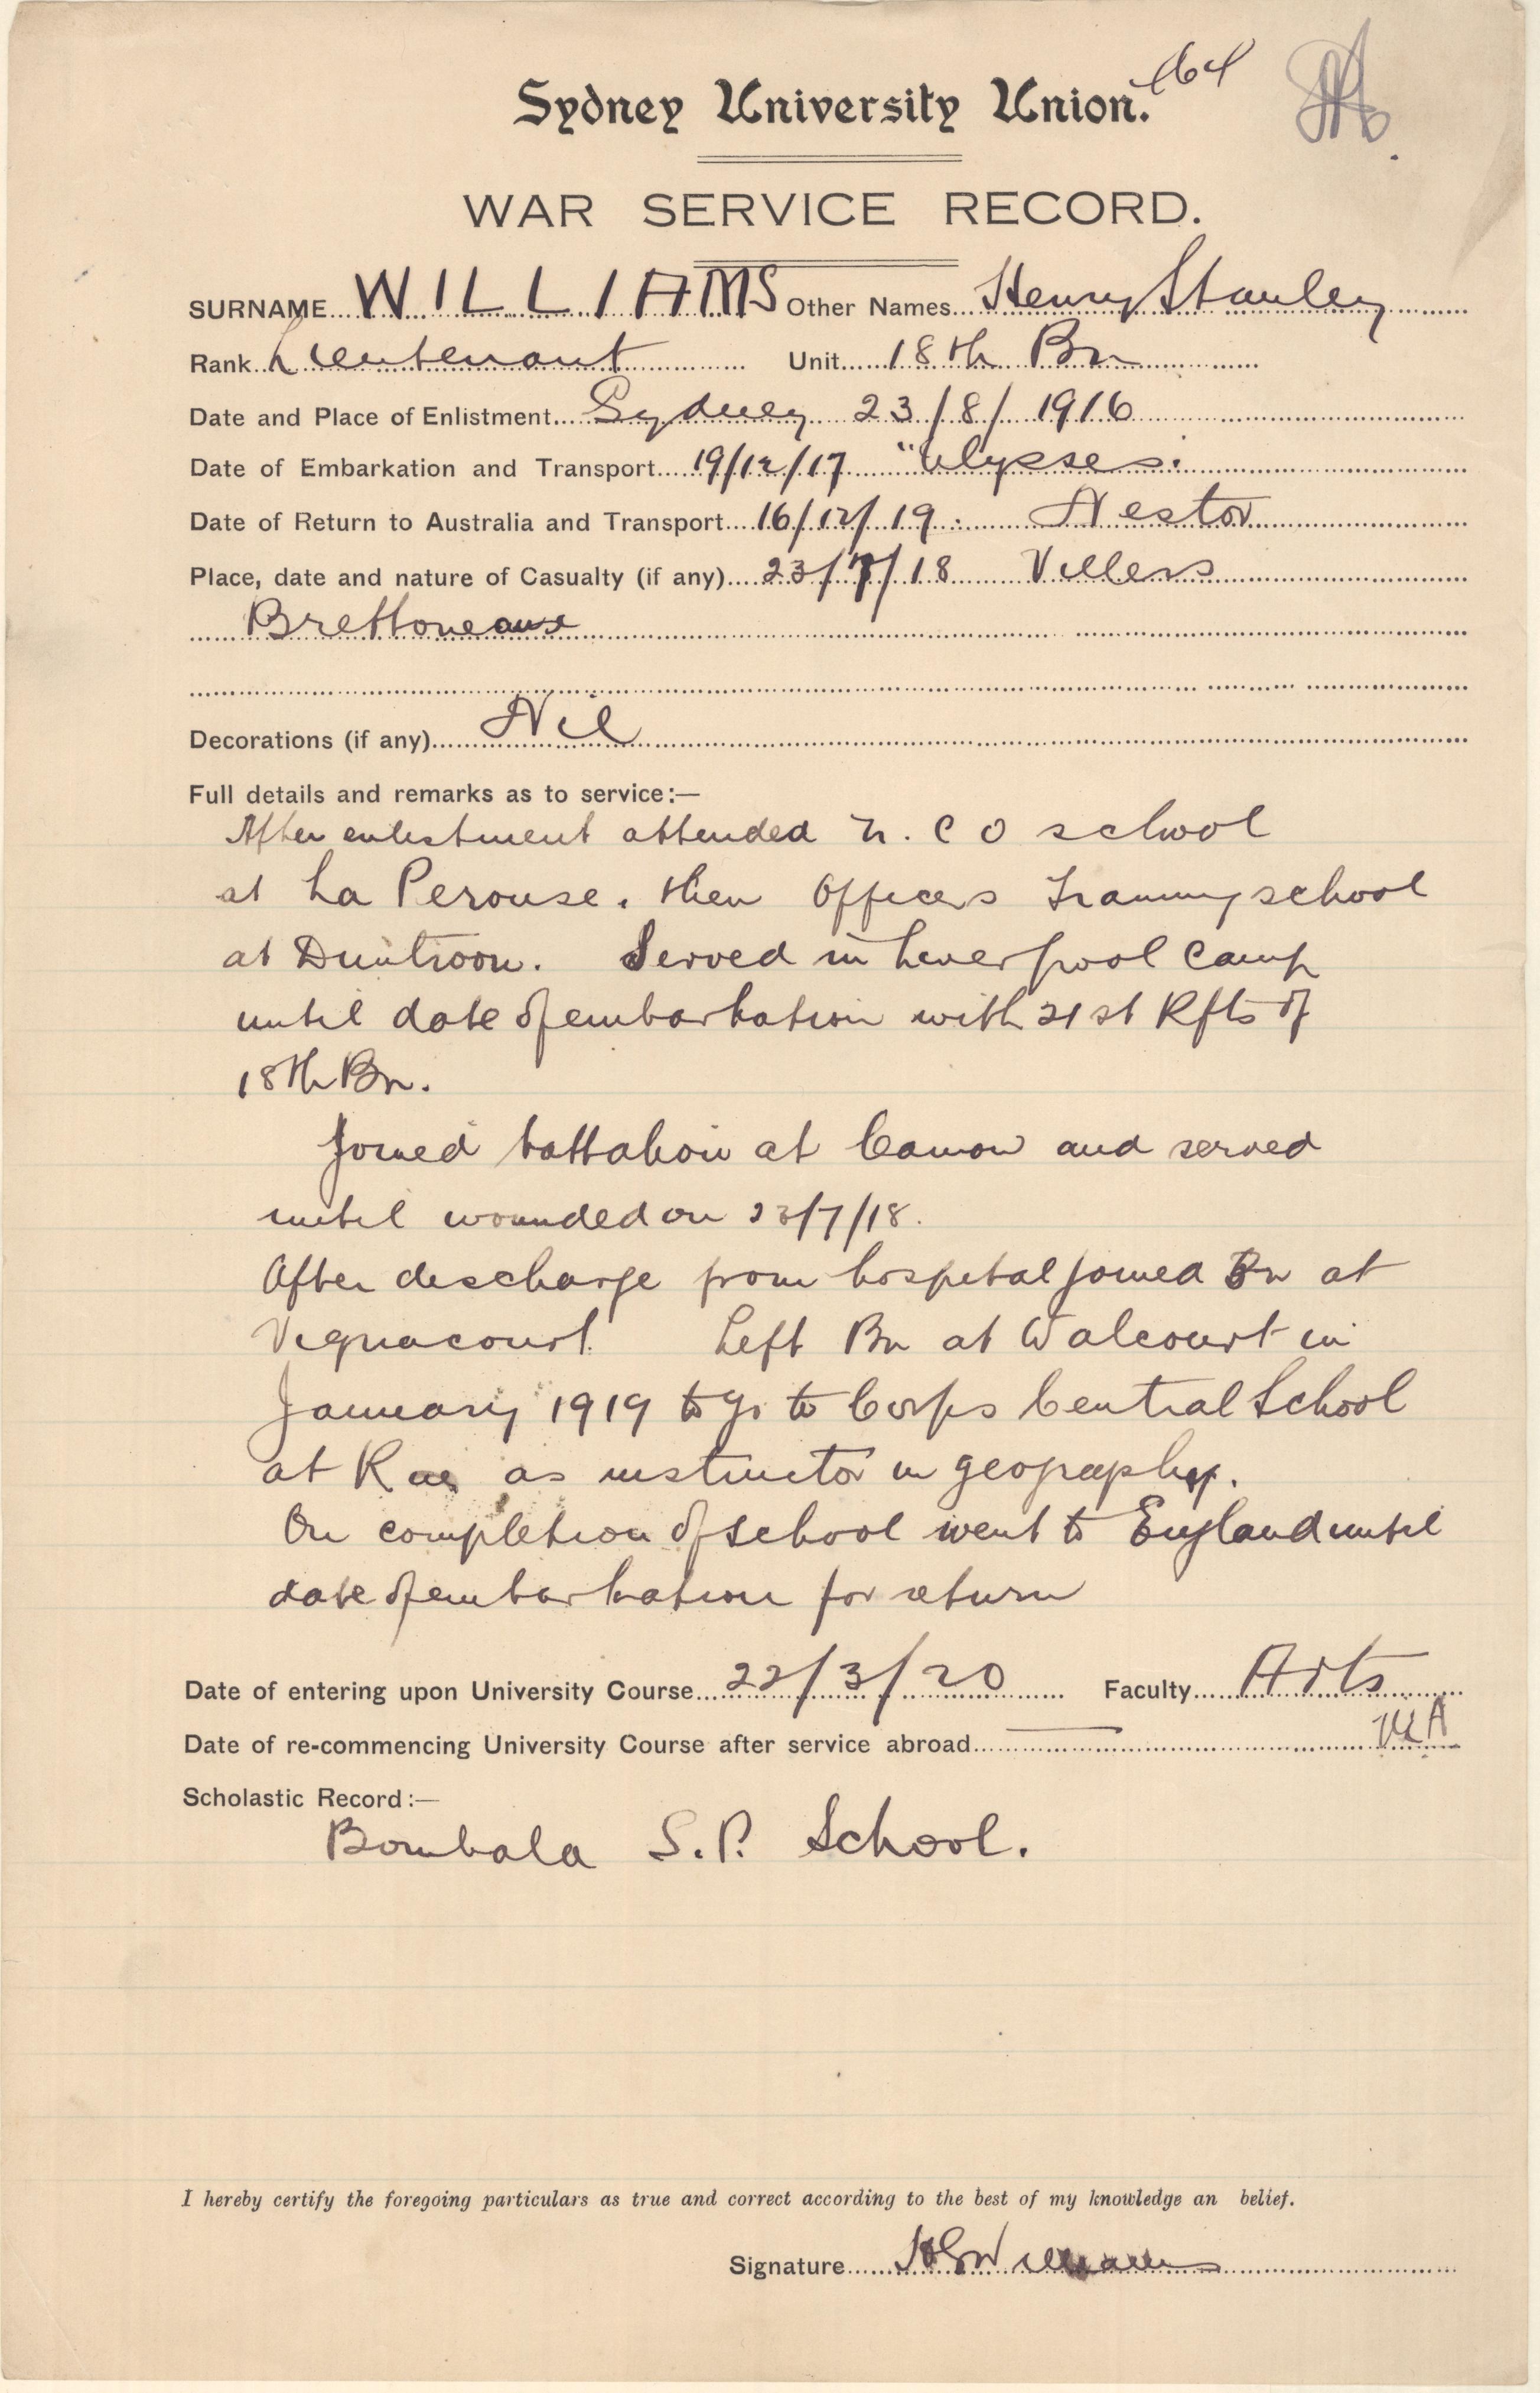 Sydney University Union. 164
WAR SERVICE RECORD.
SURNAME WILLIAMS Other Names Henry Stanley
Rank Lieutenant Unit 18th Bn
Date and Place of Enlistment Sydney 23/8/1916
Date of Embarkation and Transport 19/12/17 "Ulysses.
Date of Return to Australia and Transport 16/12/19. Nestor
Place, date and nature of Casualty (if any) 23/7/18 Villers
Brettoneaux
Decorations (if any) Nil
Full details and remarks as to service:—
After enlistment attended N.C O school
at La Perouse. then Officers Training school
at Duntroon. Served in Liverpool Camp
until date of embarkation with 21st Rfts of
18th Bn.
Joined battalion at Camon and served
until wounded on 23/7/18.
After discharge from hospital joined Bn at
Vignacourt. Left Bn at Walcourt in
January 1919 to go to Corps Central School
at Rue as instructor in geography.
On completion of school went to England until
date of embarkation for return
Date of entering upon University Course 22/3/20 Faculty Arts
Date of re-commencing University Course after service abroad —
Scholastic Record:—
Bombala S.P. School.
I hereby certify the foregoing particulars as true and correct according to the best of my knowledge an belief.
Signature HSWilliams